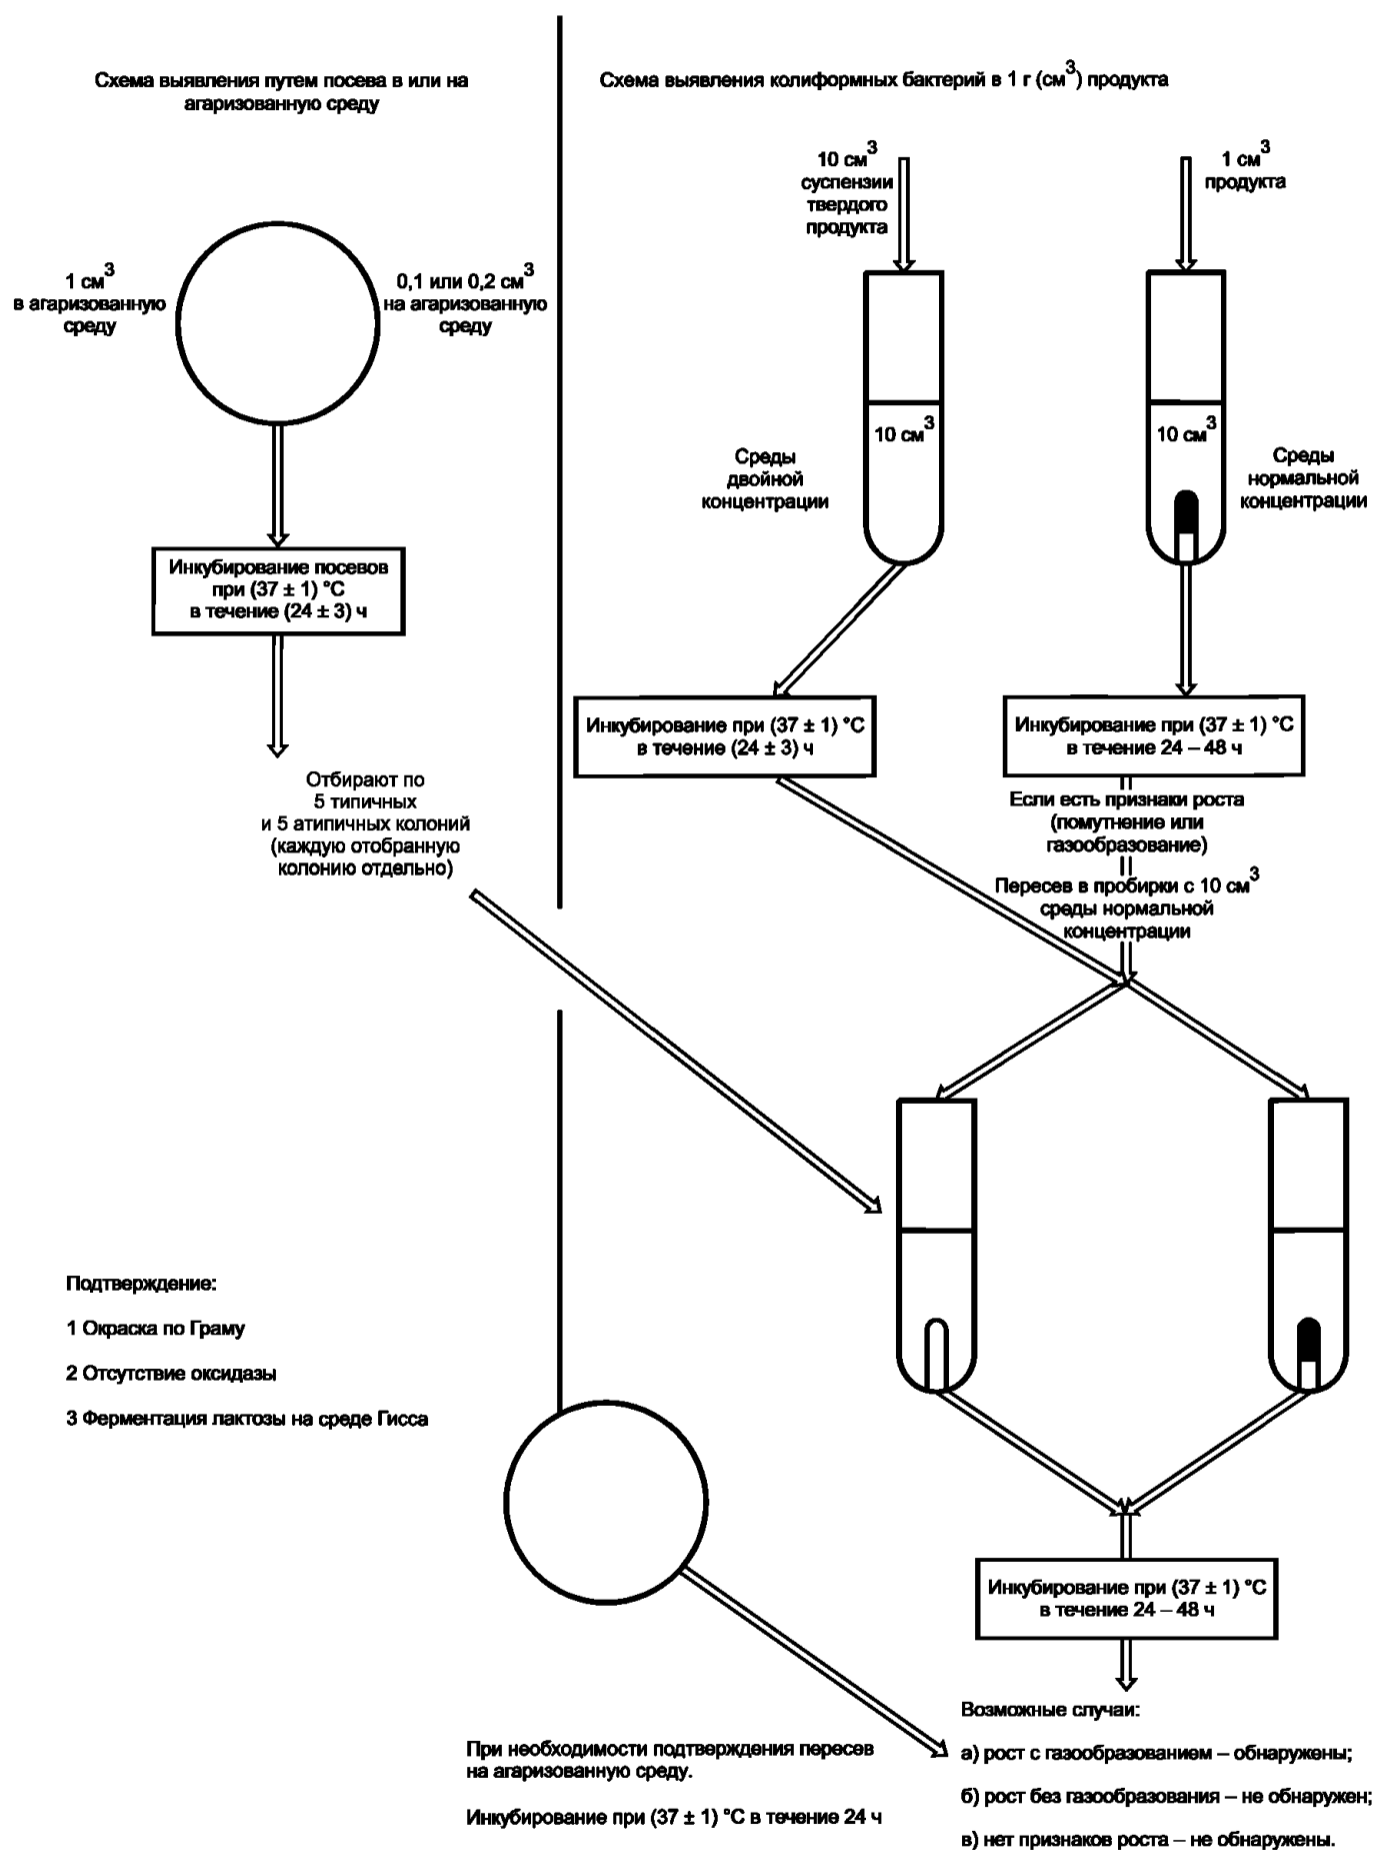 Схема выявления путем посева в или на
агаризованную среду
1 см³
в агаризованную
среду
0,1 или 0,2 см³
на агаризованную
среду
Инкубирование посевов
при (37 ± 1) °С
в течение (24 ± 3) ч
Отбирают по
5 типичных
и 5 атипичных колоний
(каждую отобранную
колонию отдельно)
Схема выявления колиформных бактерий в 1 г (см³) продукта
10 см³
суспензии
твердого
продукта
1 см³
продукта
10 см³
Среды
двойной
концентрации
10 см³
Среды
нормальной
концентрации
Инкубирование при (37 ± 1) °С
в течение (24 ± 3) ч
Инкубирование при (37 ± 1) °С
в течение 24 – 48 ч
Если есть признаки роста
(помутнение или
газообразование)
Пересев в пробирки с 10 см³
среды нормальной
концентрации
Подтверждение:
1 Окраска по Граму
2 Отсутствие оксидазы
3 Ферментация лактозы на среде Гисса
Инкубирование при (37 ± 1) °С
в течение 24 – 48 ч
При необходимости подтверждения пересев
на агаризованную среду.
Инкубирование при (37 ± 1) °С в течение 24 ч
Возможные случаи:
а) рост с газообразованием – обнаружены;
б) рост без газообразования – не обнаружен;
в) нет признаков роста – не обнаружены.